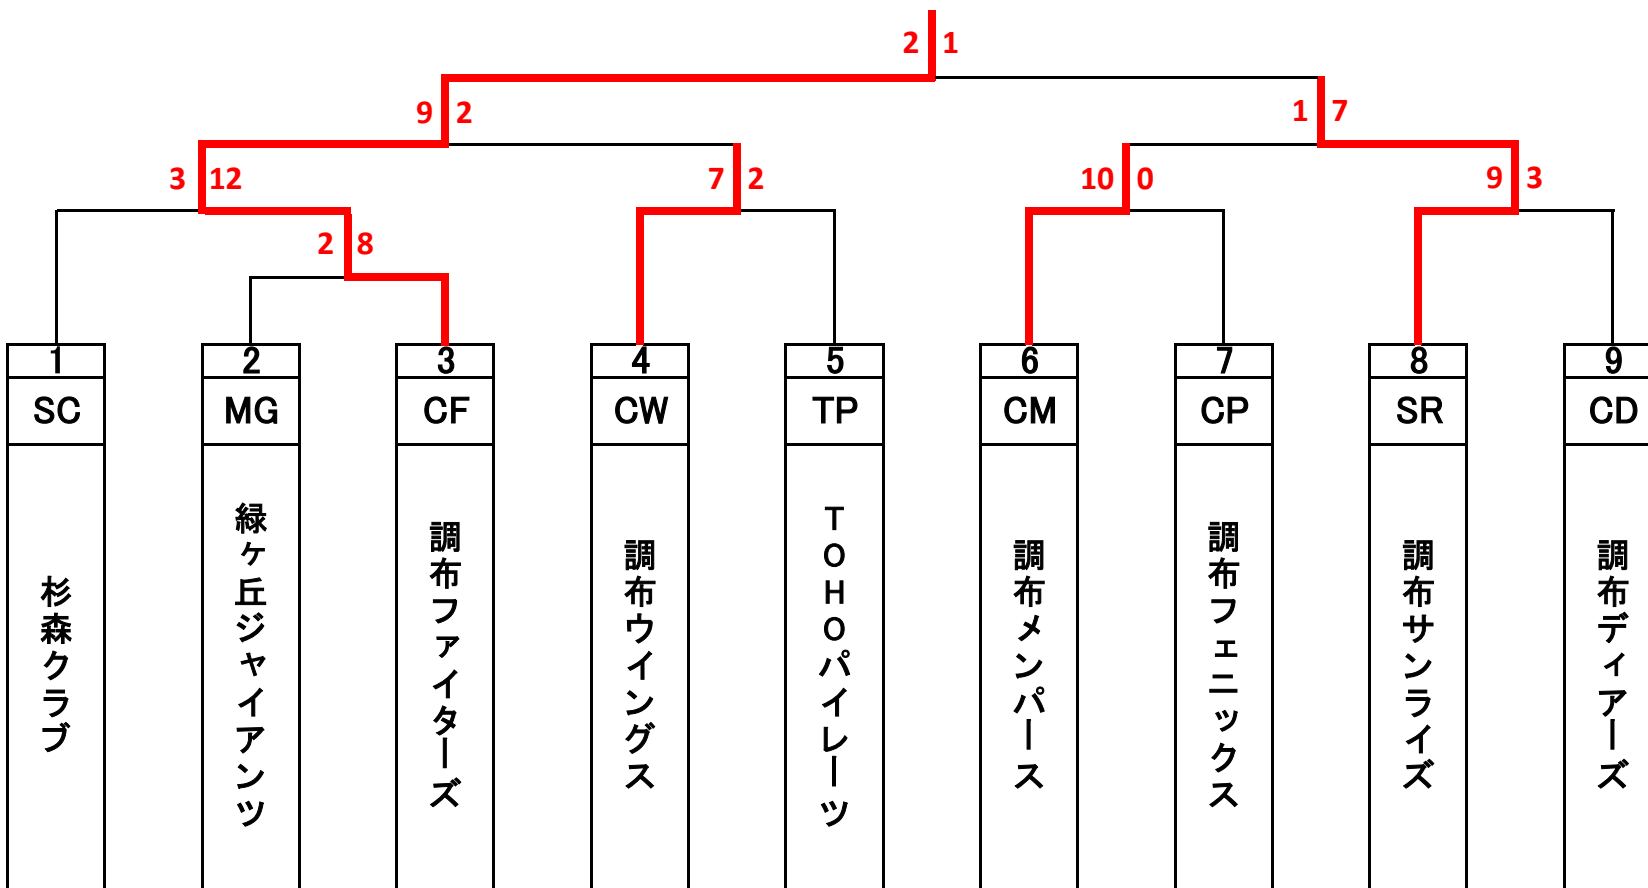 2 1
9 2
1 7
3 12
7 2
10 0
9 3
2 8
1 2 3 4 5 6 7 8 9
SC MG CF CW TP CM CP SR CD
杉森クラブ
緑ヶ丘ジャイアンツ
調布ファイターズ
調布ウイングス
TOHOパイレーツ
調布メンパース
調布フェニックス
調布サンライズ
調布ディアーズ